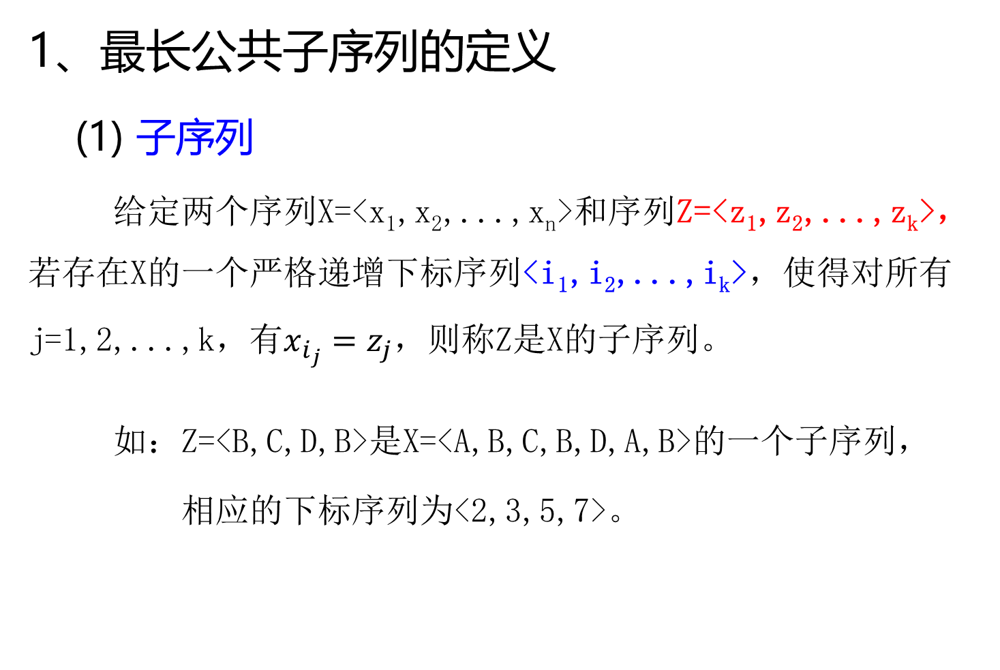 1、最长公共子序列的定义
(1) 子序列
给定两个序列X=<x₁,x₂,...,xₙ>和序列Z=<z₁,z₂,...,zₖ>，
若存在X的一个严格递增下标序列<i₁,i₂,...,iₖ>，使得对所有
j=1,2,...,k，有$x_{i_j} = z_j$，则称Z是X的子序列。
如：Z=<B,C,D,B>是X=<A,B,C,B,D,A,B>的一个子序列，
相应的下标序列为<2,3,5,7>。